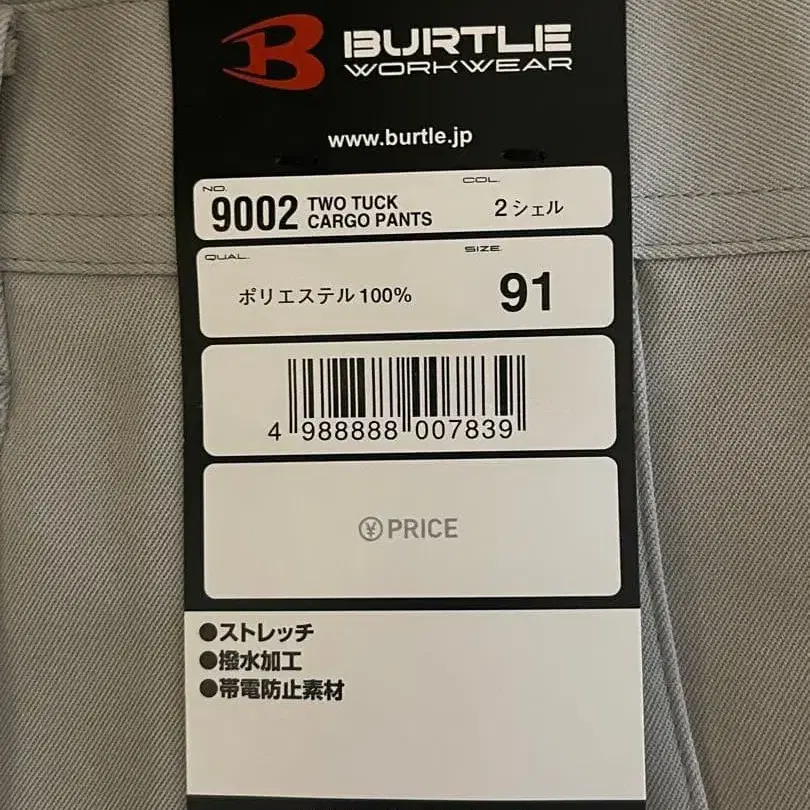 BURTLE
WORKWEAR
www.burtle.jp
NO.
9002 TWO TUCK
CARGO PANTS
COL.
2シェル
QUAL.
ポリエステル100%
SIZE
91
4 988888 007839
¥PRICE
●ストレッチ
●撥水加工
●帯電防止素材